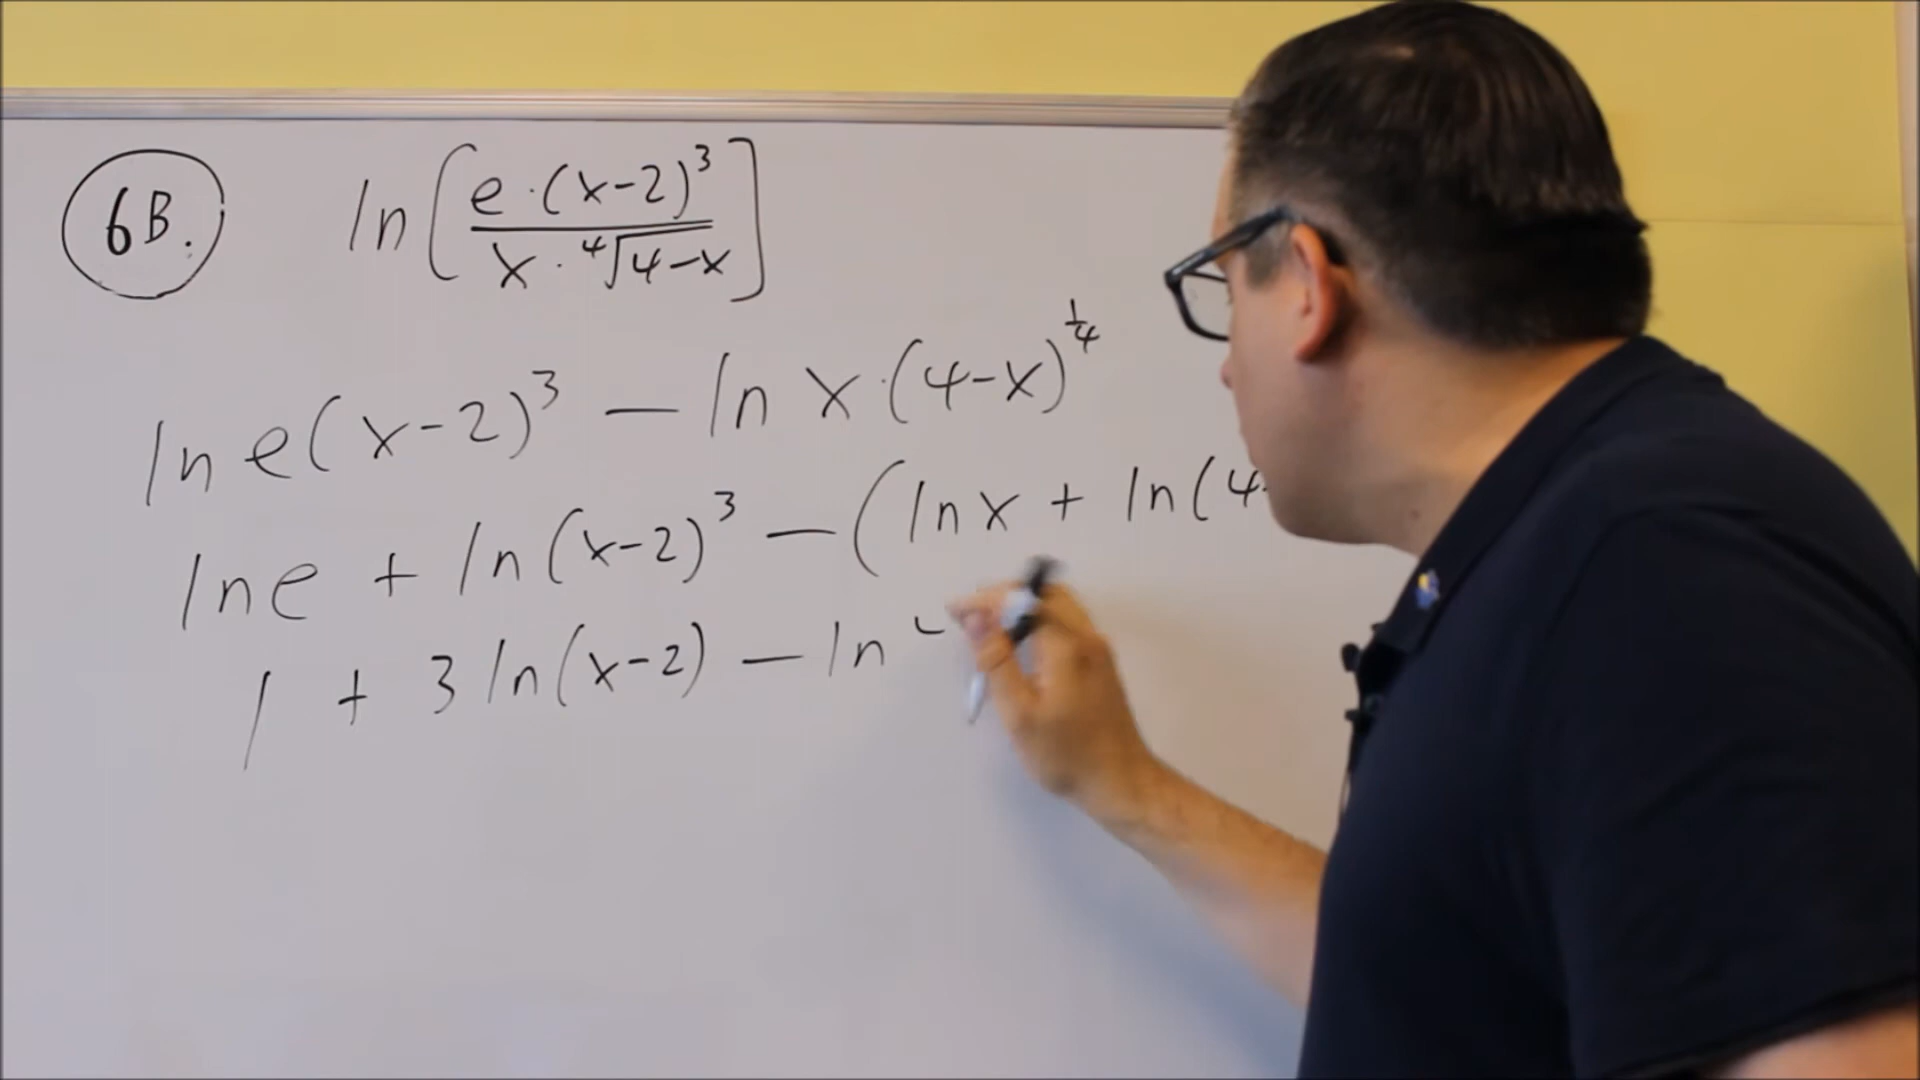 6B. ln[e·(x-2)³/x·⁴√4-x]
ln e(x-2)³ - ln x·(4-x)^¼
ln e + ln(x-2)³ - (ln x + ln(4
1 + 3 ln(x-2) - ln